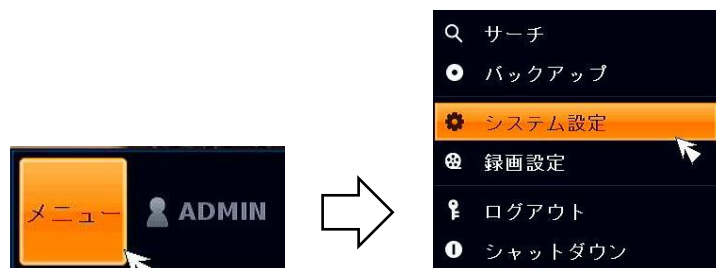 メニュー ADMIN
サーチ
バックアップ
システム設定
録画設定
ログアウト
シャットダウン